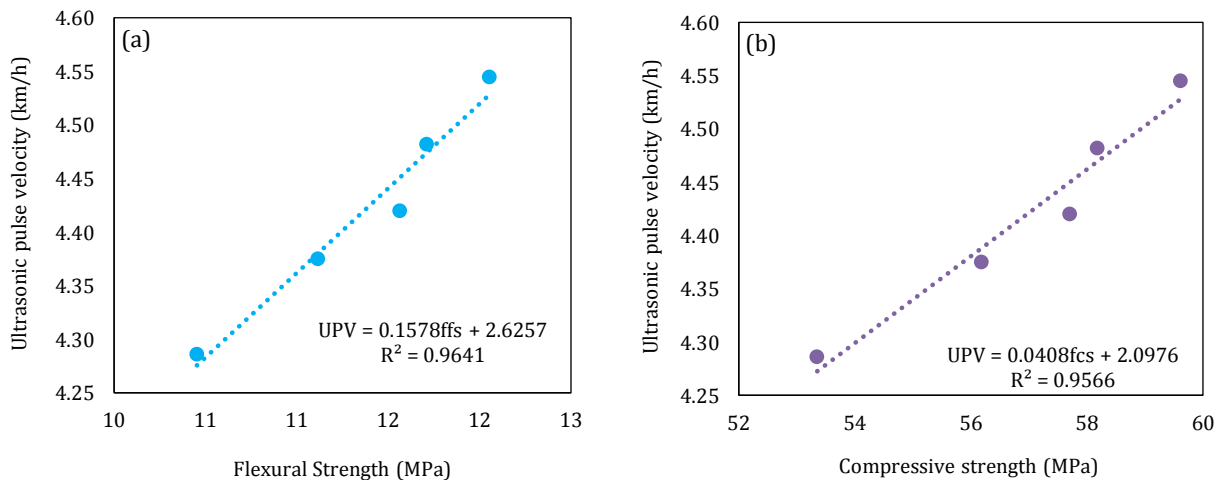 (a)
Ultrasonic pulse velocity (km/h)
4.60
4.55
4.50
4.45
4.40
4.35
4.30
4.25
UPV = 0.1578ffs + 2.6257
R² = 0.9641
10 11 11 12 12 13
Flexural Strength (MPa)
(b)
Ultrasonic pulse velocity (km/h)
4.60
4.55
4.50
4.45
4.40
4.35
4.30
4.25
UPV = 0.0408fcs + 2.0976
R² = 0.9566
52 54 56 58 60
Compressive strength (MPa)